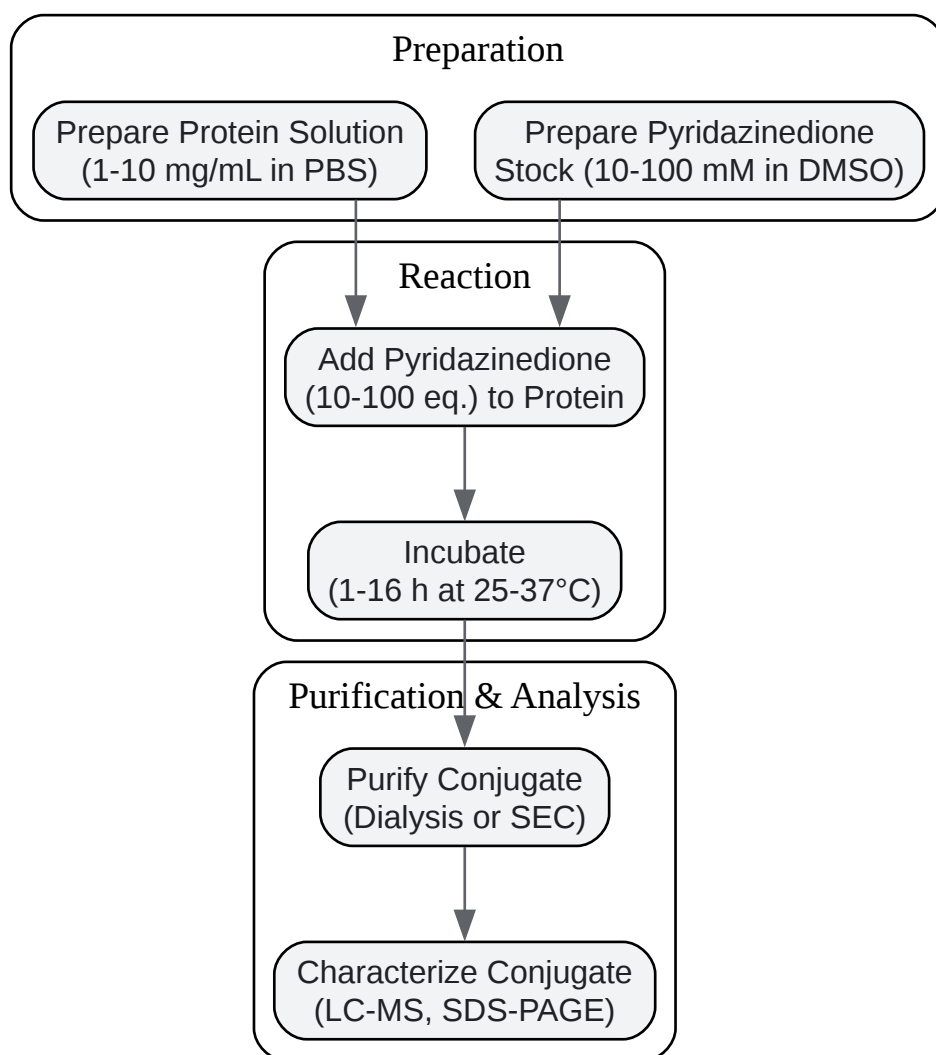 Preparation
Prepare Protein Solution
(1-10 mg/mL in PBS)
Prepare Pyridazinedione
Stock (10-100 mM in DMSO)
Reaction
Add Pyridazinedione
(10-100 eq.) to Protein
Incubate
(1-16 h at 25-37°C)
Purification & Analysis
Purify Conjugate
(Dialysis or SEC)
Characterize Conjugate
(LC-MS, SDS-PAGE)